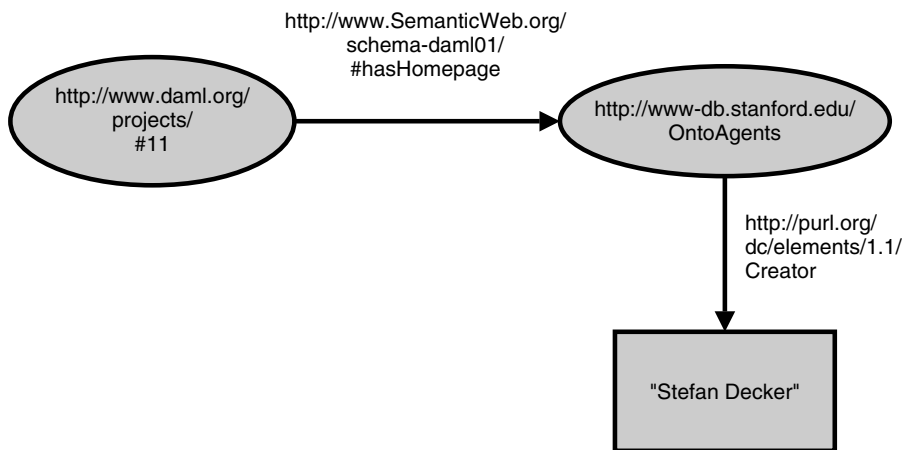 http://www.SemanticWeb.org/
schema-daml01/
#hasHomepage
http://www.daml.org/
projects/
#11
http://www-db.stanford.edu/
OntoAgents
http://purl.org/
dc/elements/1.1/
Creator
"Stefan Decker"